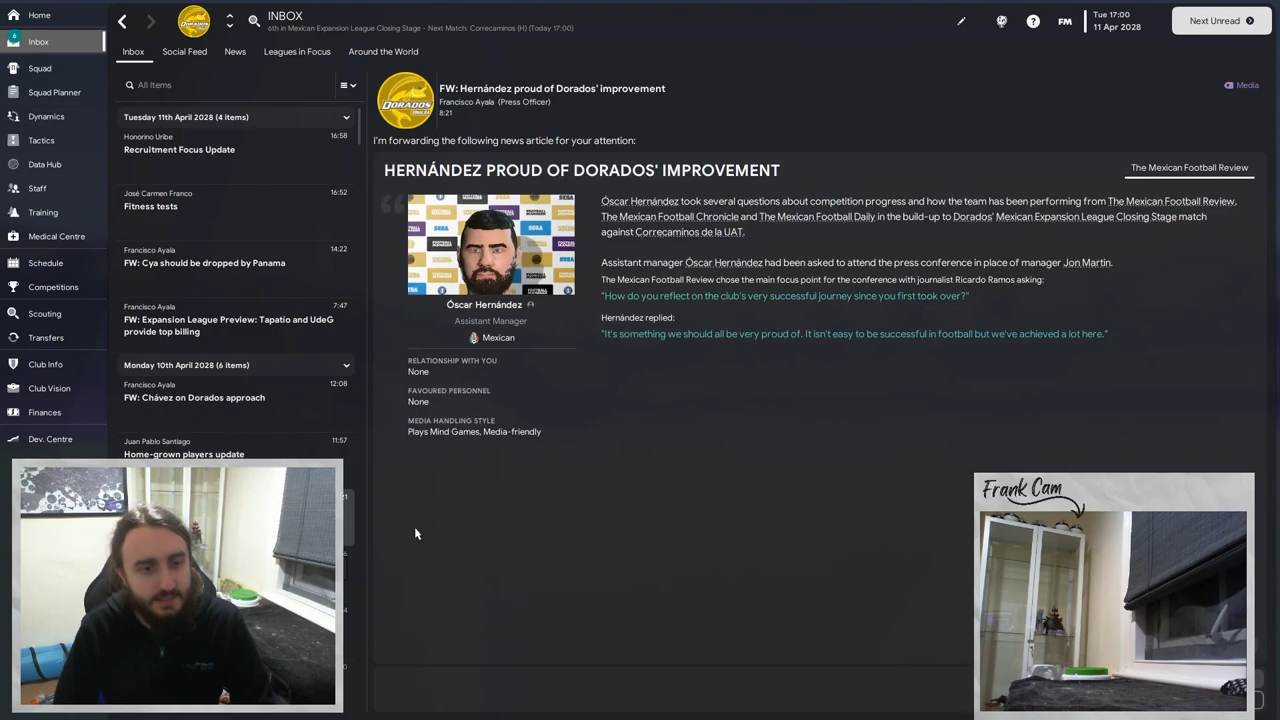 Home
6
Inbox
Squad
Squad Planner
Dynamics
Tactics
Data Hub
Staff
Training
Medical Centre
Schedule
Competitions
Scouting
Transfers
Club Info
Club Vision
Finances
Dev. Centre
INBOX
6th in Mexican Expansion League Closing Stage - Next Match: Correcaminos (H) (Today 17:00)
?
FM
Tue 17:00
11 Apr 2028
Next Unread
Inbox
Social Feed
News
Leagues in Focus
Around the World
All Items
Tuesday 11th April 2028 (4 items)
Honorino Uribe
16:58
Recruitment Focus Update
José Carmen Franco
16:52
Fitness tests
Francisco Ayala
14:22
FW: Cya should be dropped by Panama
Francisco Ayala
7:47
FW: Expansion League Preview: Tapatío and UdeG
provide top billing
Monday 10th April 2028 (6 items)
Francisco Ayala
12:08
FW: Chávez on Dorados approach
Juan Pablo Santiago
11:57
Home-grown players update
DORADOS
FW: Hernández proud of Dorados' improvement
Francisco Ayala (Press Officer)
8:21
Media
I'm forwarding the following news article for your attention:
HERNÁNDEZ PROUD OF DORADOS' IMPROVEMENT
The Mexican Football Review
SEGA
Óscar Hernández
Assistant Manager
Mexican
RELATIONSHIP WITH YOU
None
FAVOURED PERSONNEL
None
MEDIA HANDLING STYLE
Plays Mind Games, Media-friendly
Óscar Hernández took several questions about competition progress and how the team has been performing from The Mexican Football Review,
The Mexican Football Chronicle and The Mexican Football Daily in the build-up to Dorados' Mexican Expansion League Closing Stage match
against Correcaminos de la UAT.
Assistant manager Óscar Hernández had been asked to attend the press conference in place of manager Jon Martin.
The Mexican Football Review chose the main focus point for the conference with journalist Ricardo Ramos asking:
"How do you reflect on the club's very successful journey since you first took over?"
Hernández replied:
"It's something we should all be very proud of. It isn't easy to be successful in football but we've achieved a lot here."
Frank Cam